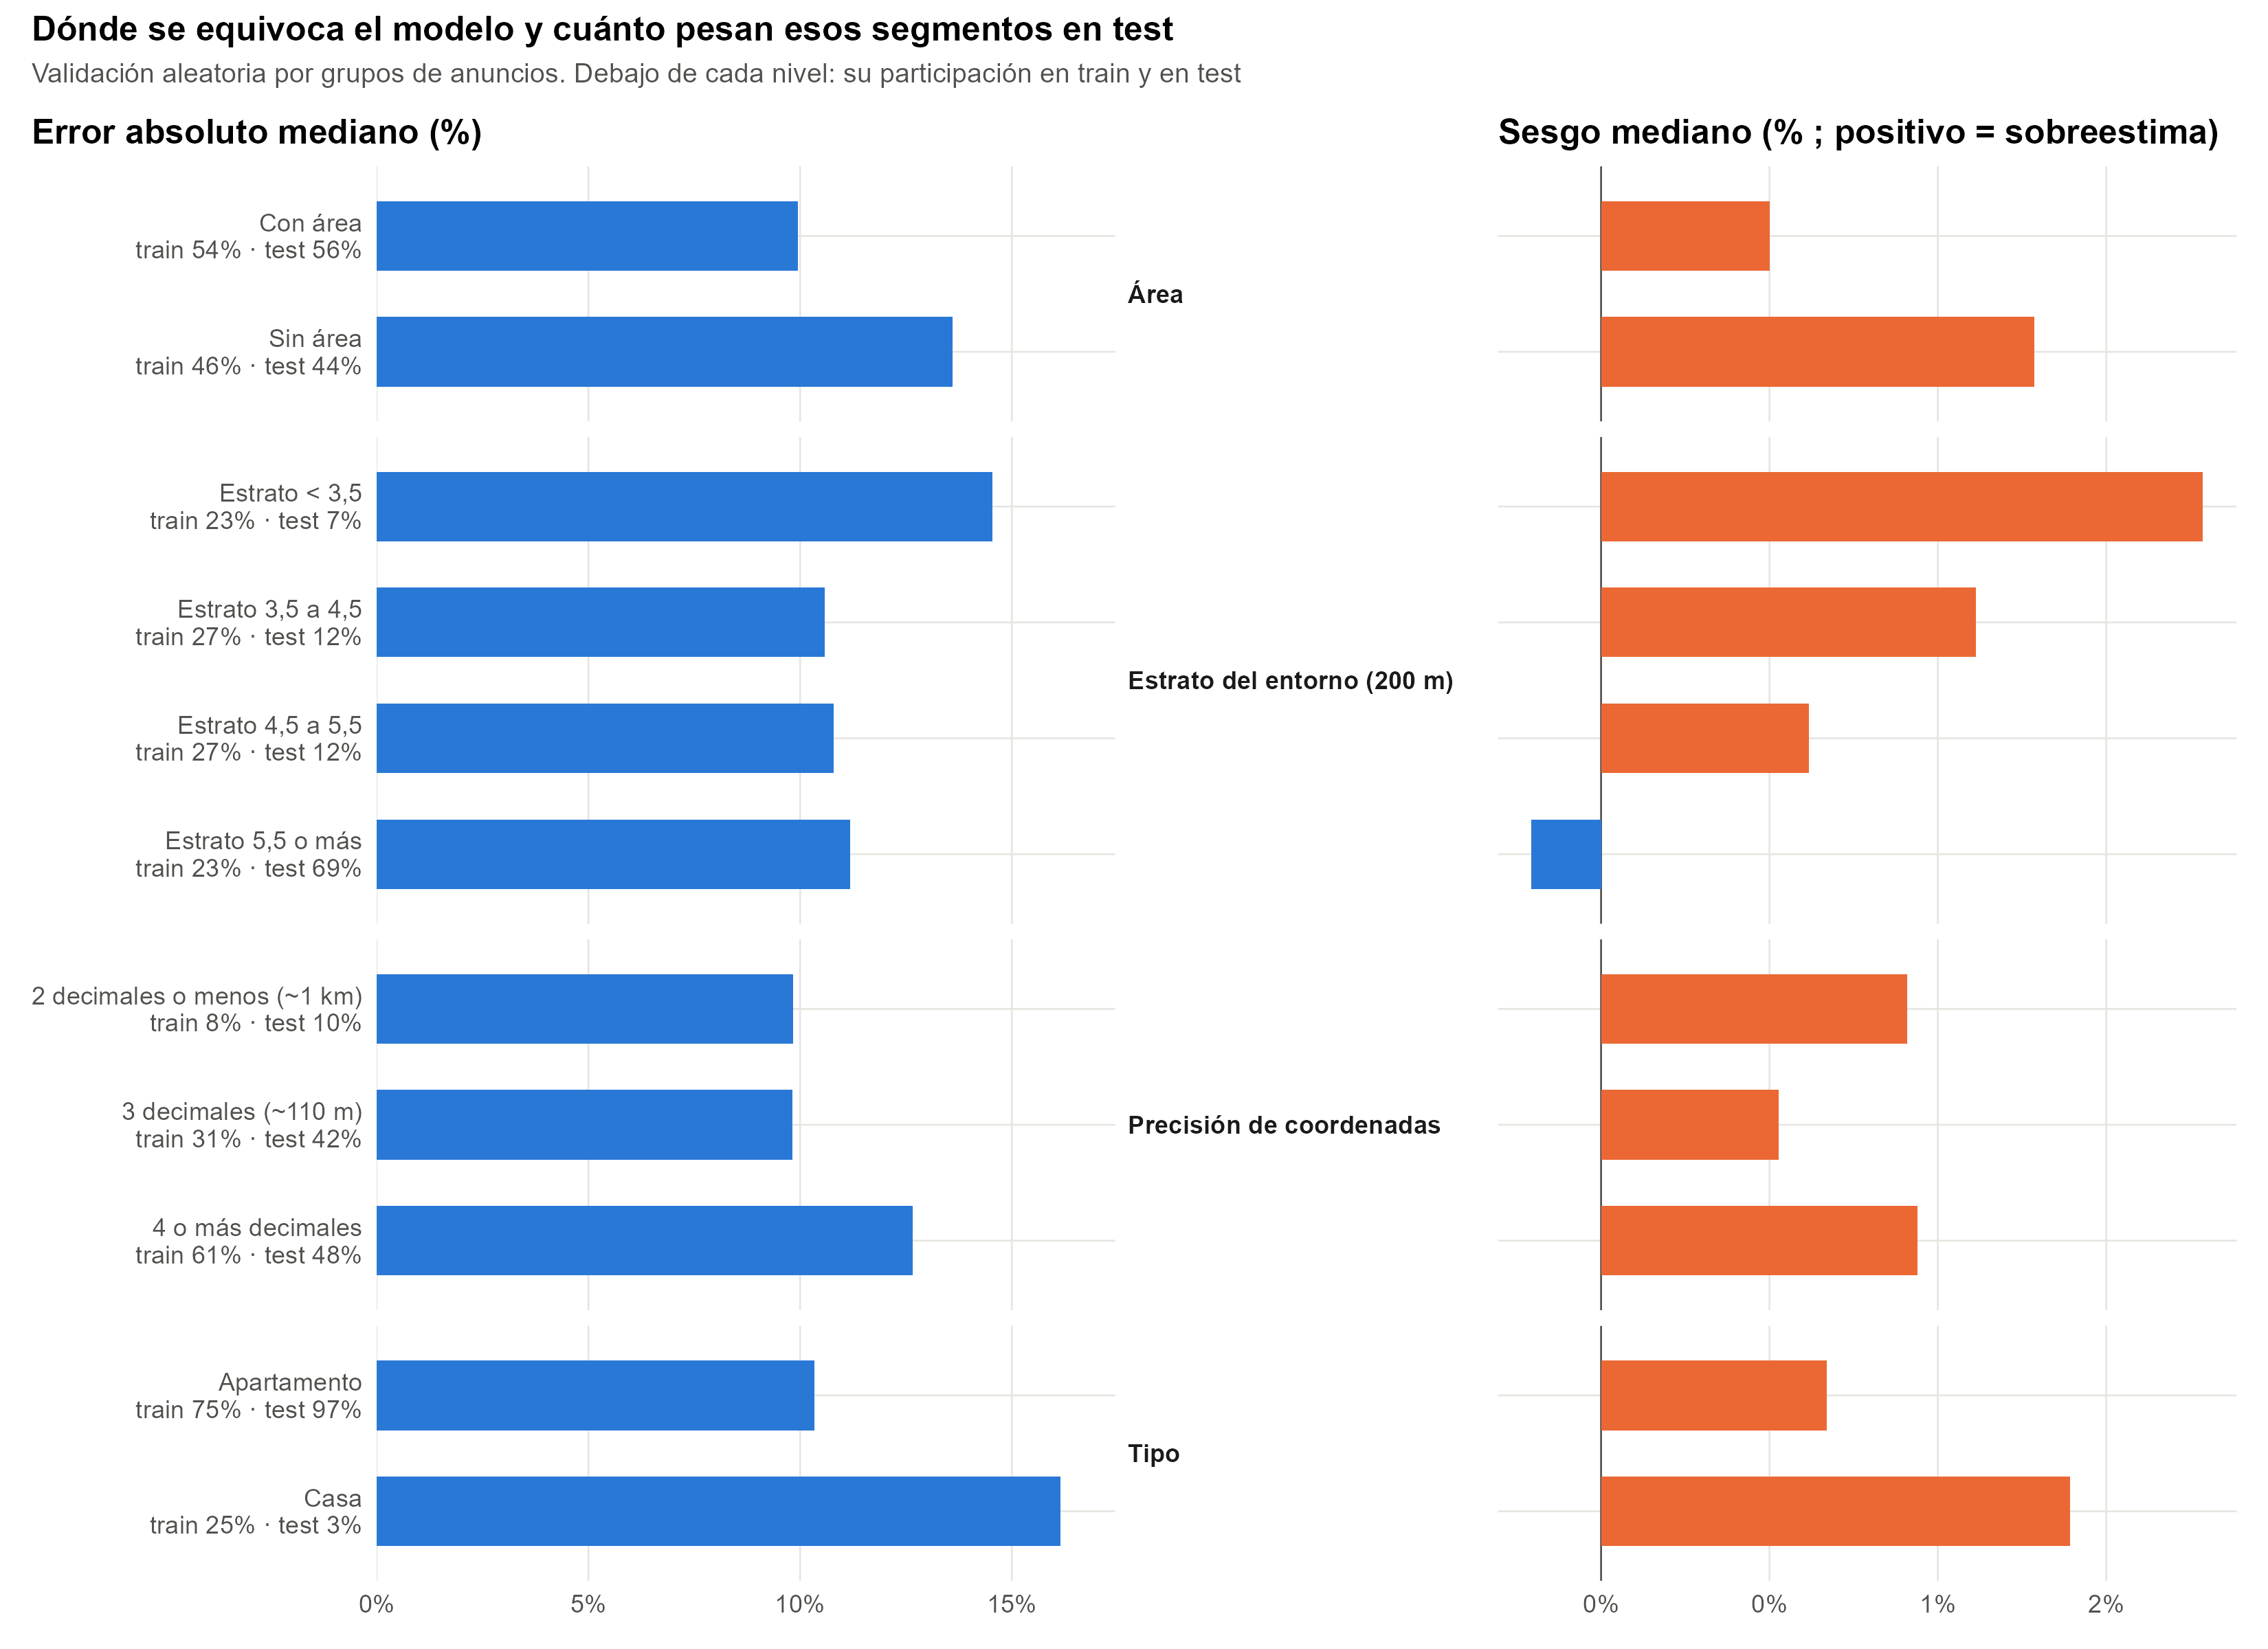 Dónde se equivoca el modelo y cuánto pesan esos segmentos en test
Validación aleatoria por grupos de anuncios. Debajo de cada nivel: su participación en train y en test
Error absoluto mediano (%)
Con área
train 54% · test 56%
Sin área
train 46% · test 44%
Área
Estrato < 3,5
train 23% · test 7%
Estrato 3,5 a 4,5
train 27% · test 12%
Estrato 4,5 a 5,5
train 27% · test 12%
Estrato 5,5 o más
train 23% · test 69%
Estrato del entorno (200 m)
2 decimales o menos (~1 km)
train 8% · test 10%
3 decimales (~110 m)
train 31% · test 42%
4 o más decimales
train 61% · test 48%
Precisión de coordenadas
Apartamento
train 75% · test 97%
Casa
train 25% · test 3%
Tipo
0% 5% 10% 15%
Sesgo mediano (% ; positivo = sobreestima)
0% 0% 1% 2%